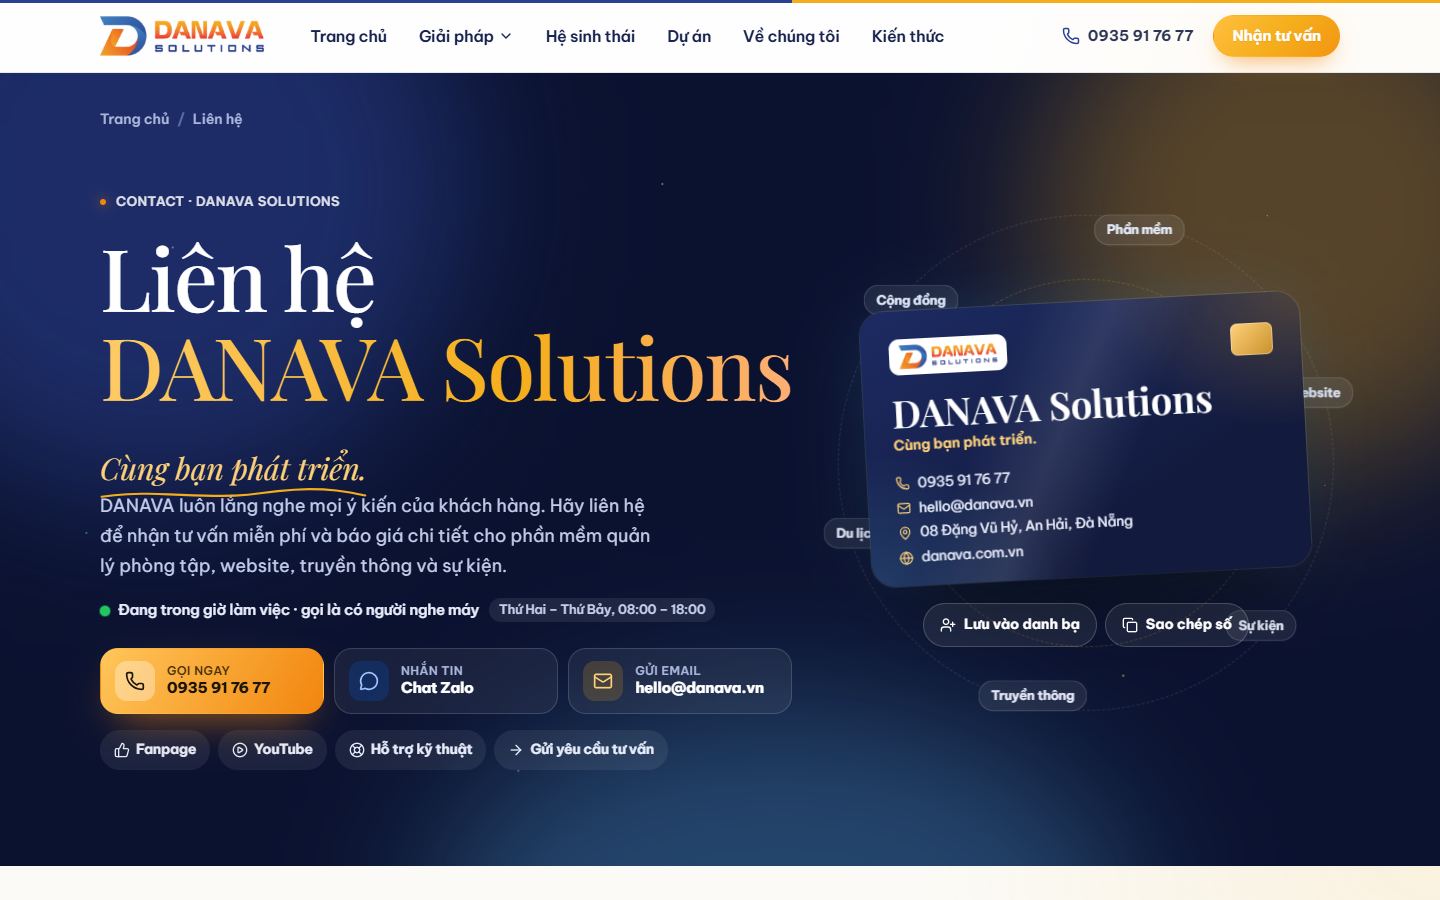 DANAVA
SOLUTIONS
Trang chủ
Giải pháp
Hệ sinh thái
Dự án
Về chúng tôi
Kiến thức
0935 91 76 77
Nhận tư vấn
Trang chủ / Liên hệ
CONTACT · DANAVA SOLUTIONS
Liên hệ
DANAVA Solutions
Cùng bạn phát triển.
DANAVA luôn lắng nghe mọi ý kiến của khách hàng. Hãy liên hệ
để nhận tư vấn miễn phí và báo giá chi tiết cho phần mềm quản
lý phòng tập, website, truyền thông và sự kiện.
Đang trong giờ làm việc · gọi là có người nghe máy
Thứ Hai – Thứ Bảy, 08:00 – 18:00
GỌI NGAY
0935 91 76 77
NHẮN TIN
Chat Zalo
GỬI EMAIL
hello@danava.vn
Fanpage
YouTube
Hỗ trợ kỹ thuật
Gửi yêu cầu tư vấn
Phần mềm
Cộng đồng
ebsite
Du lịc
DANAVA
SOLUTIONS
DANAVA Solutions
Cùng bạn phát triển.
0935 91 76 77
hello@danava.vn
08 Đặng Vũ Hỷ, An Hải, Đà Nẵng
danava.com.vn
Lưu vào danh bạ
Sao chép số
Sự kiện
Truyền thông